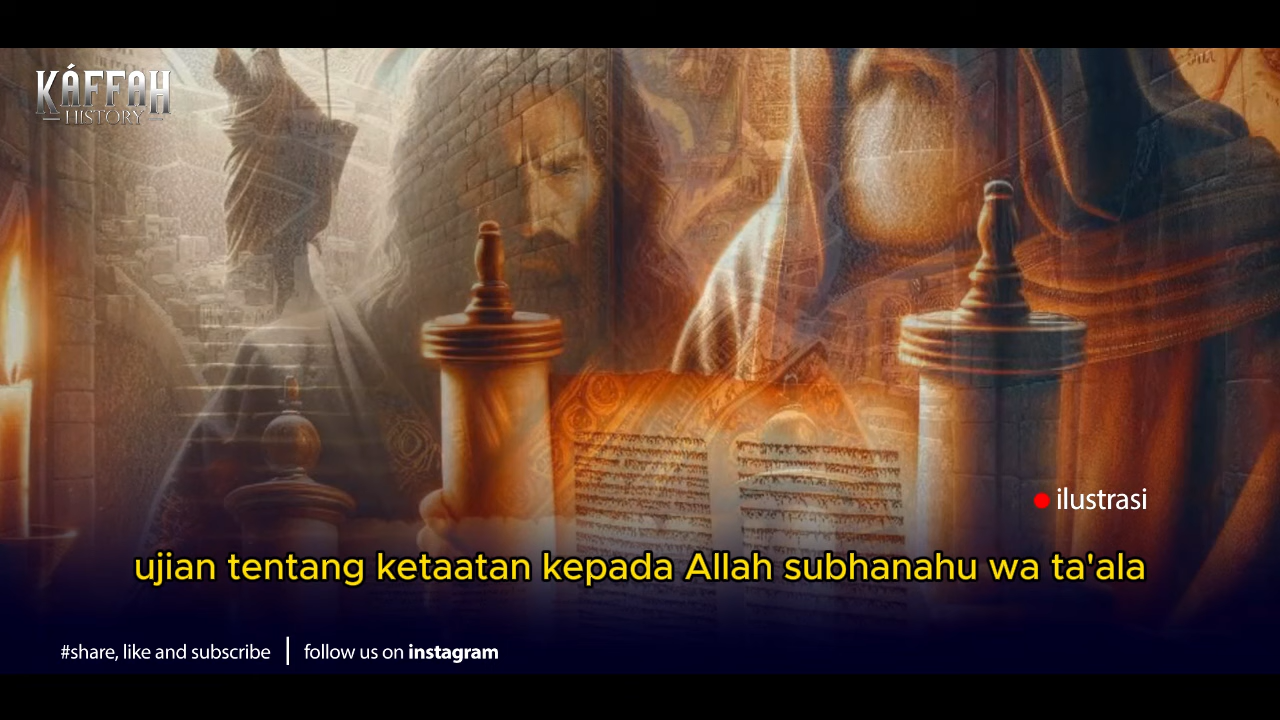 KÁFFAH
HISTORY
ilustrasi
ujian tentang ketaatan kepada Allah subhanahu wa ta'ala
#share, like and subscribe | follow us on instagram